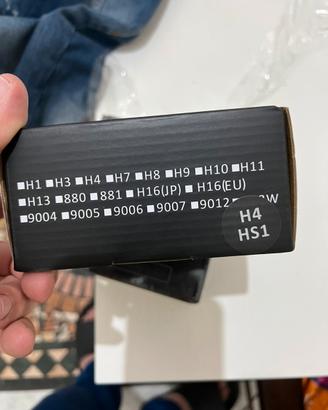 ■H1 ■H3 ■H4 ■H7 ■H8 ■H9 ■H10 ■H11
■H13 ■880 ■881 ■H16(JP) ■H16(EU)
■9004 ■9005 ■9006 ■9007 ■9012
H4
HS1